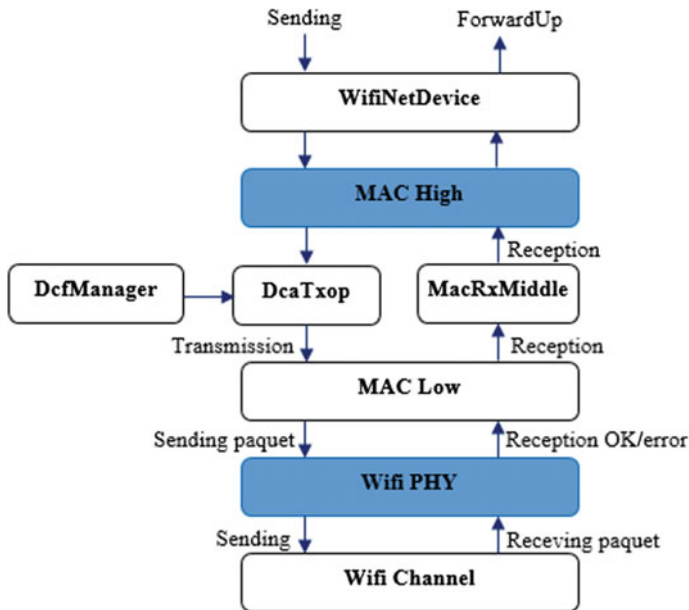 Sending ForwardUp
WifiNetDevice
MAC High
Reception
DcfManager DcaTxop MacRxMiddle
Transmission Reception
MAC Low
Sending paquet Reception OK/error
Wifi PHY
Sending Receving paquet
Wifi Channel